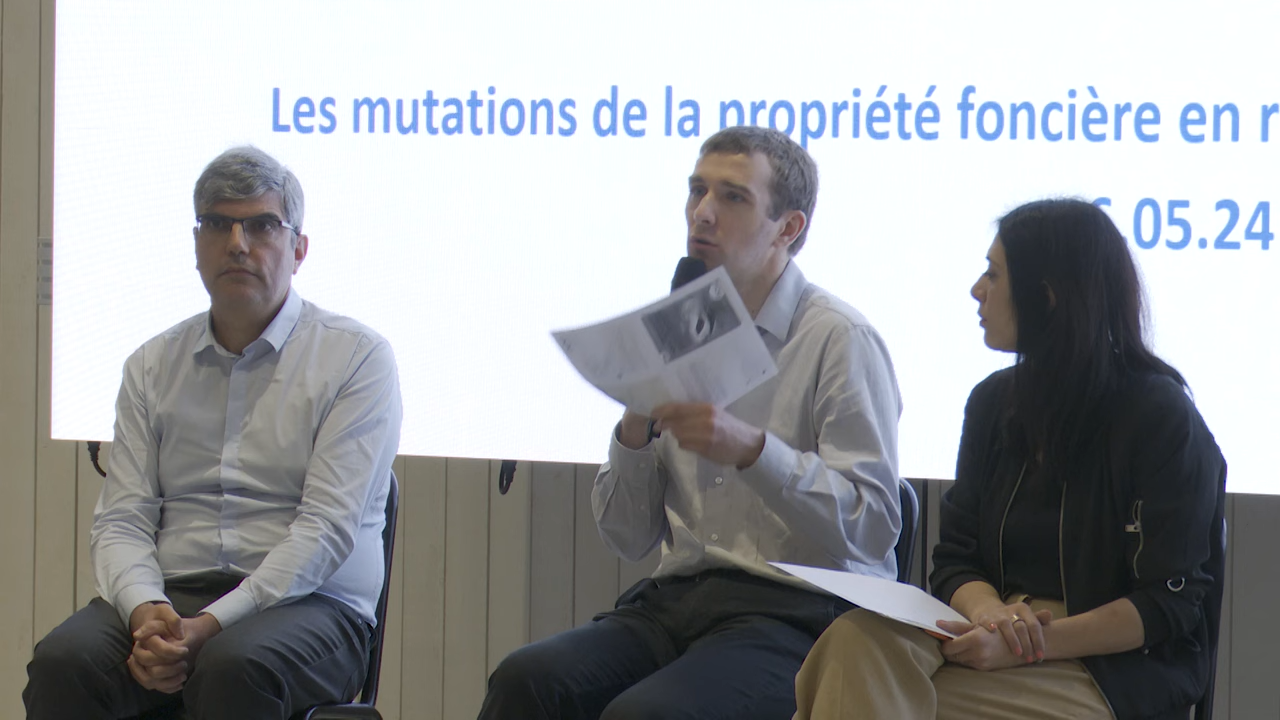 Les mutations de la propriété foncière en r
05.24